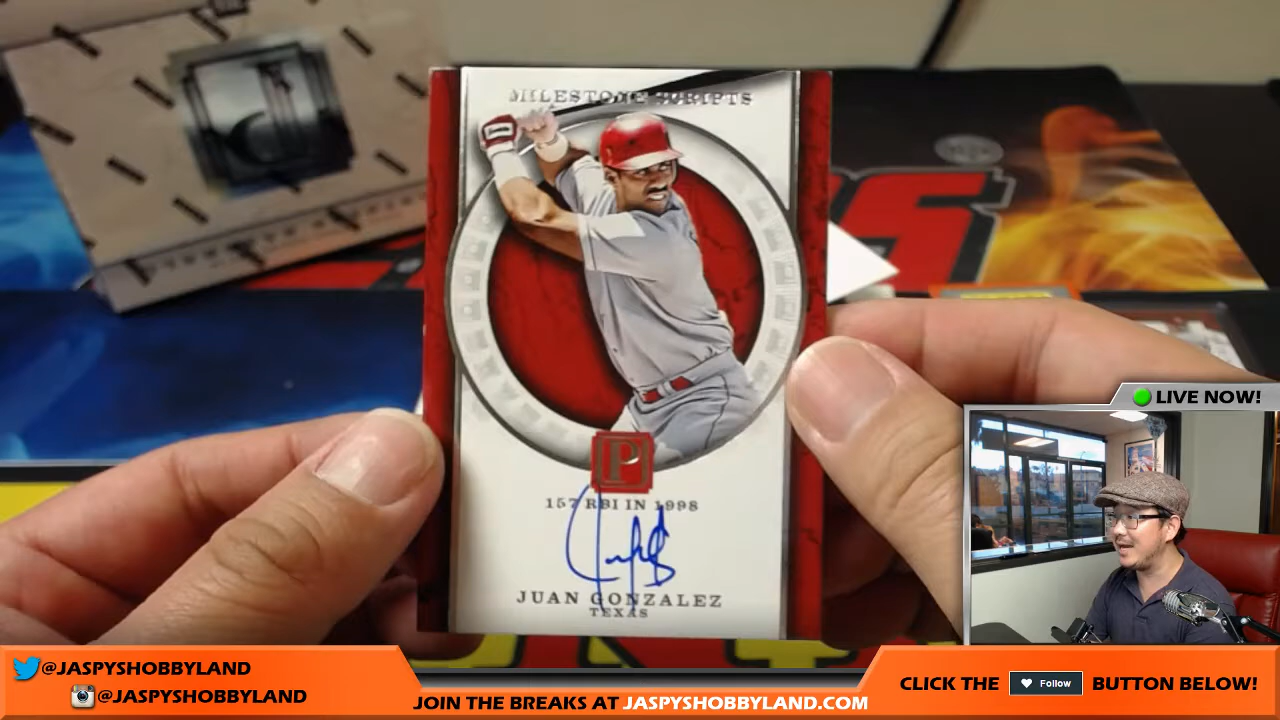 MILESTONE SCRIPTS
P
157 RBI IN 1998
JUAN GONZALEZ
TEXAS
LIVE NOW!
@JASPYSHOBBYLAND
@JASPYSHOBBYLAND
JOIN THE BREAKS AT JASPYSHOBBYLAND.COM
CLICK THE Follow BUTTON BELOW!